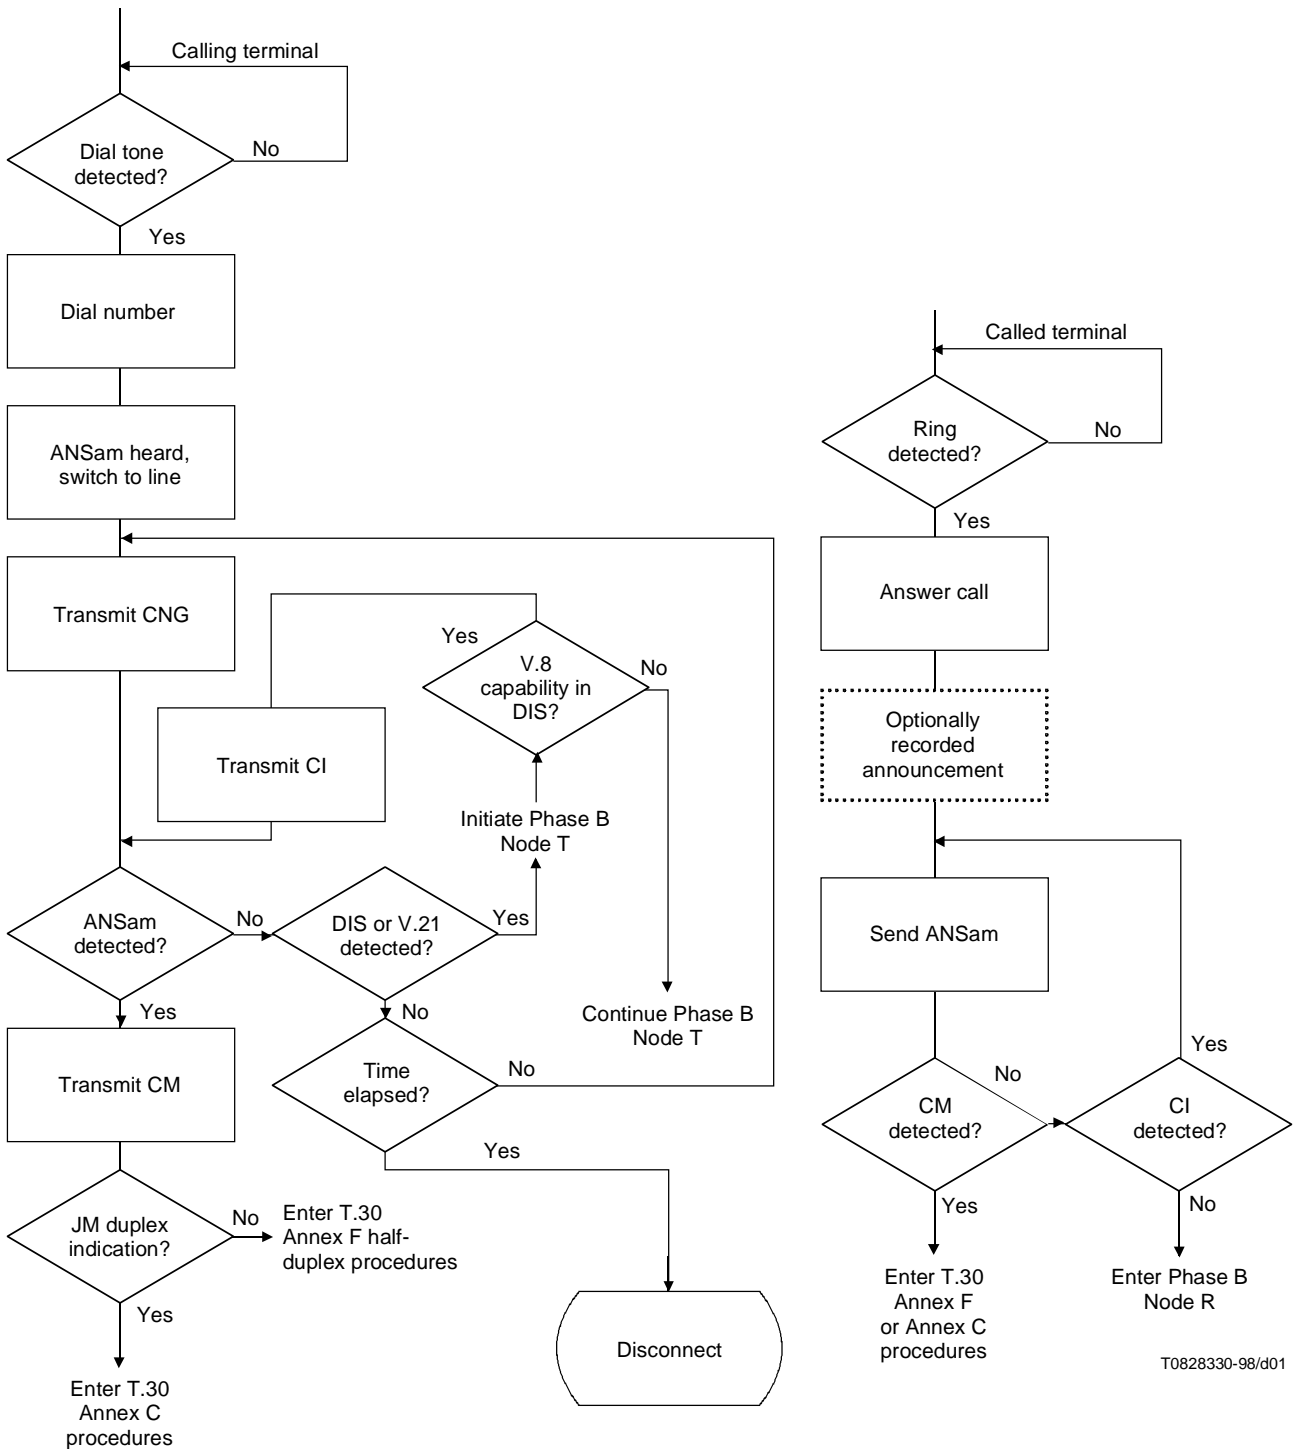 Calling terminal
Dial tone
detected?
No
Yes
Dial number
ANSam heard,
switch to line
Transmit CNG
Transmit CI
Yes
V.8
capability in
DIS?
No
Initiate Phase B
Node T
Continue Phase B
Node T
ANSam
detected?
No
DIS or V.21
detected?
Yes
No
Yes
Transmit CM
Time
elapsed?
No
Yes
JM duplex
indication?
No
Enter T.30
Annex F half-
duplex procedures
Yes
Enter T.30
Annex C
procedures
Disconnect
Called terminal
Ring
detected?
No
Yes
Answer call
Optionally
recorded
announcement
Send ANSam
CM
detected?
No
CI
detected?
Yes
Yes
No
Enter T.30
Annex F
or Annex C
procedures
Enter Phase B
Node R
T0828330-98/d01